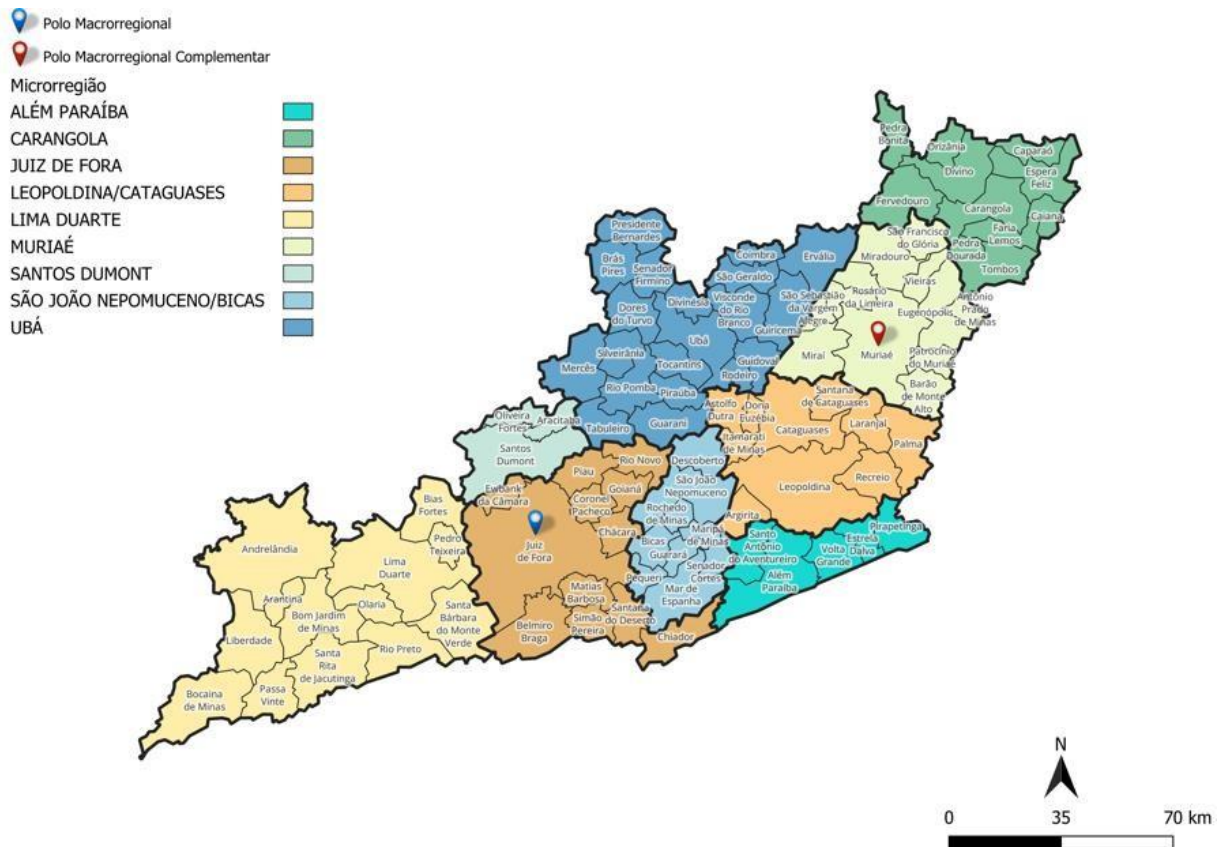 Polo Macrorregional
Polo Macrorregional Complementar
Microrregião
ALÉM PARAÍBA
CARANGOLA
JUIZ DE FORA
LEOPOLDINA/CATAGUASES
LIMA DUARTE
MURIAÉ
SANTOS DUMONT
SÃO JOÃO NEPOMUCENO/BICAS
UBÁ
Pedra
Bonita
Orizânia
Caparaó
Divino
Espera
Feliz
Fervedouro
Carangola
Caiana
Faria
Lemos
São Francisco
do Glória
Pedra
Dourada
Tombos
Miradouro
Vieiras
Antônio
Prado
de Minas
Rosário
da Limeira
Eugenópolis
Muriaé
Miraí
Patrocínio
do Muriaé
Barão
de Monte
Alto
São Sebastião
da Vargem
Alegre
Presidente
Bernardes
Brás
Pires
Senador
Firmino
Coimbra
Ervália
São Geraldo
Divinésia
Visconde
do Rio
Branco
Dores
do Turvo
Guiricema
Ubá
Silveirânia
Mercês
Tocantins
Guidoval
Rodeiro
Rio Pomba
Piraúba
Tabuleiro
Guarani
Astolfo
Dutra
Dona
Euzébia
Santana
de Cataguases
Cataguases
Laranjal
Itamarati
de Minas
Palma
Leopoldina
Recreio
Argirita
Oliveira
Fortes
Aracitaba
Santos
Dumont
Ewbank
da Câmara
Piau
Rio Novo
Goianá
Coronel
Pacheco
Chácara
Juiz
de Fora
Matias
Barbosa
Belmiro
Braga
Simão
Pereira
Santana
do Deserto
Chiador
Descoberto
São João
Nepomuceno
Rochedo
de Minas
Maripá
de Minas
Bicas
Guarará
Senador
Cortes
Pequeri
Mar de
Espanha
Santo
Antônio
do Aventureiro
Além
Paraíba
Volta
Grande
Estrela
Dalva
Pirapetinga
Bias
Fortes
Pedro
Teixeira
Andrelândia
Lima
Duarte
Arantina
Olaria
Bom Jardim
de Minas
Santa
Bárbara
do Monte
Verde
Liberdade
Rio Preto
Santa
Rita
de Jacutinga
Bocaina
de Minas
Passa
Vinte
N
0 35 70 km